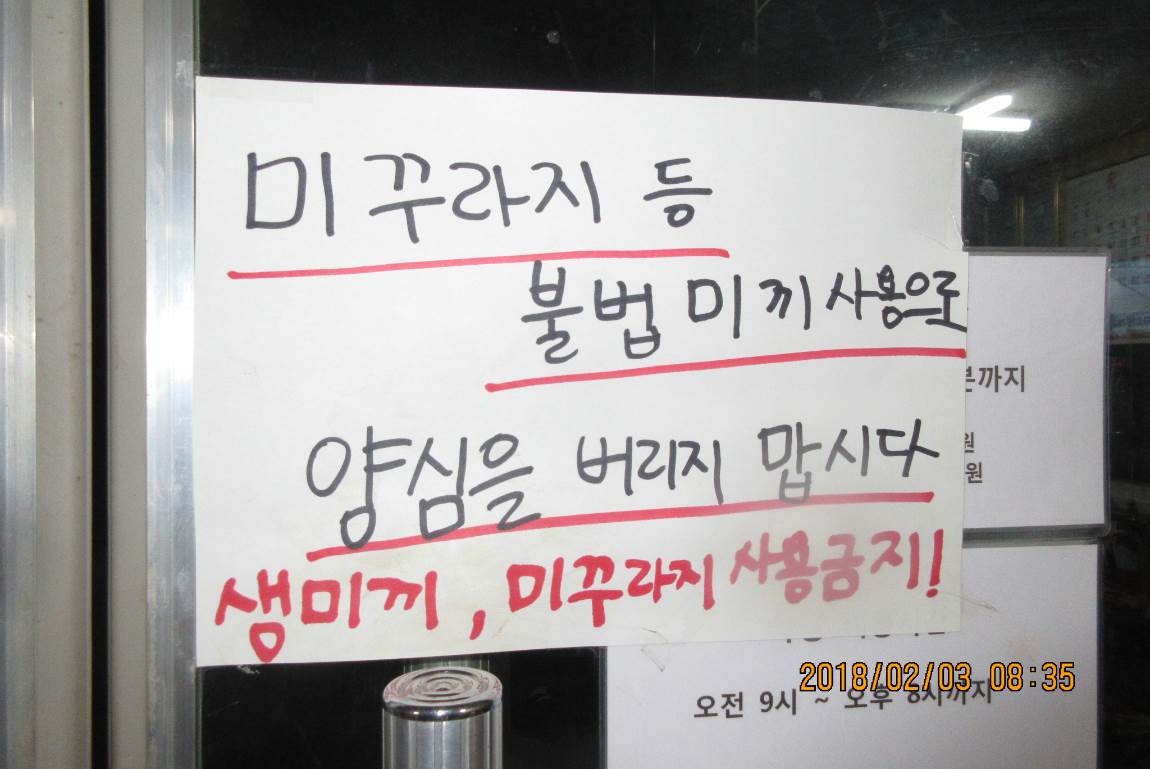 미꾸라지 등
불법 미끼 사용으로
양심을 버리지 맙시다
생미끼, 미꾸라지 사용금지!
까지
원
원
2018/02/03 08:35
오전 9시 ~ 오후 8시까지